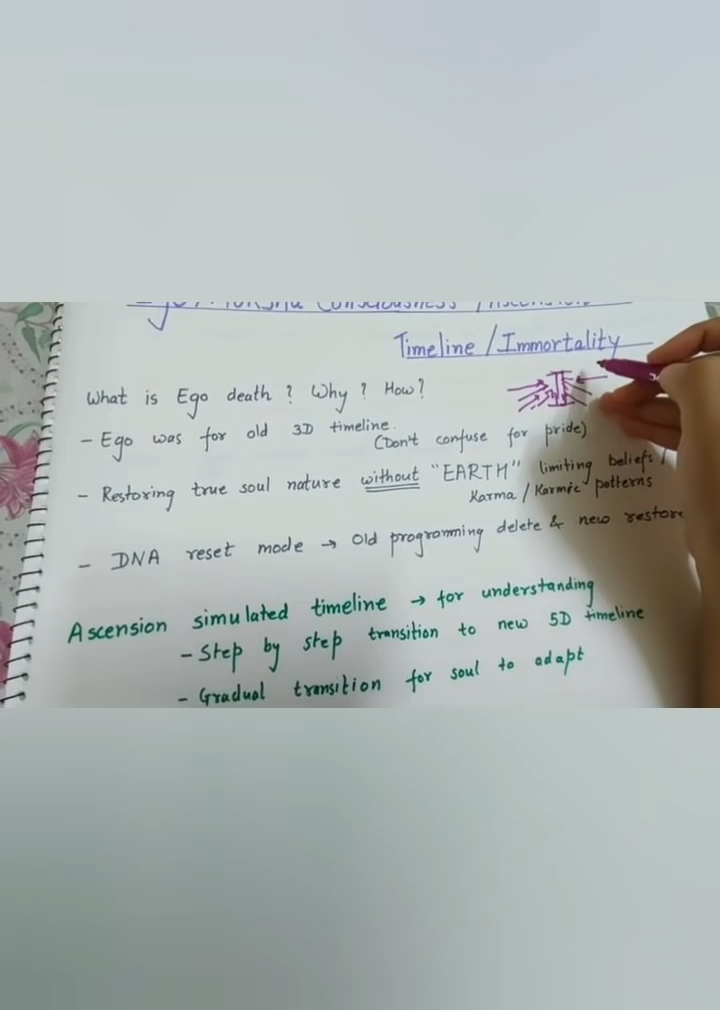 Timeline / Immortality
What is Ego death ? Why ? How ?
- Ego was for old 3D timeline.
(Don't confuse for pride)
- Restoring true soul nature without "EARTH" limiting beliefs /
Karma / Karmic patterns
- DNA reset mode → Old programming delete & new restore
Ascension simulated timeline → for understanding
- Step by step transition to new 5D timeline
- Gradual transition for soul to adapt